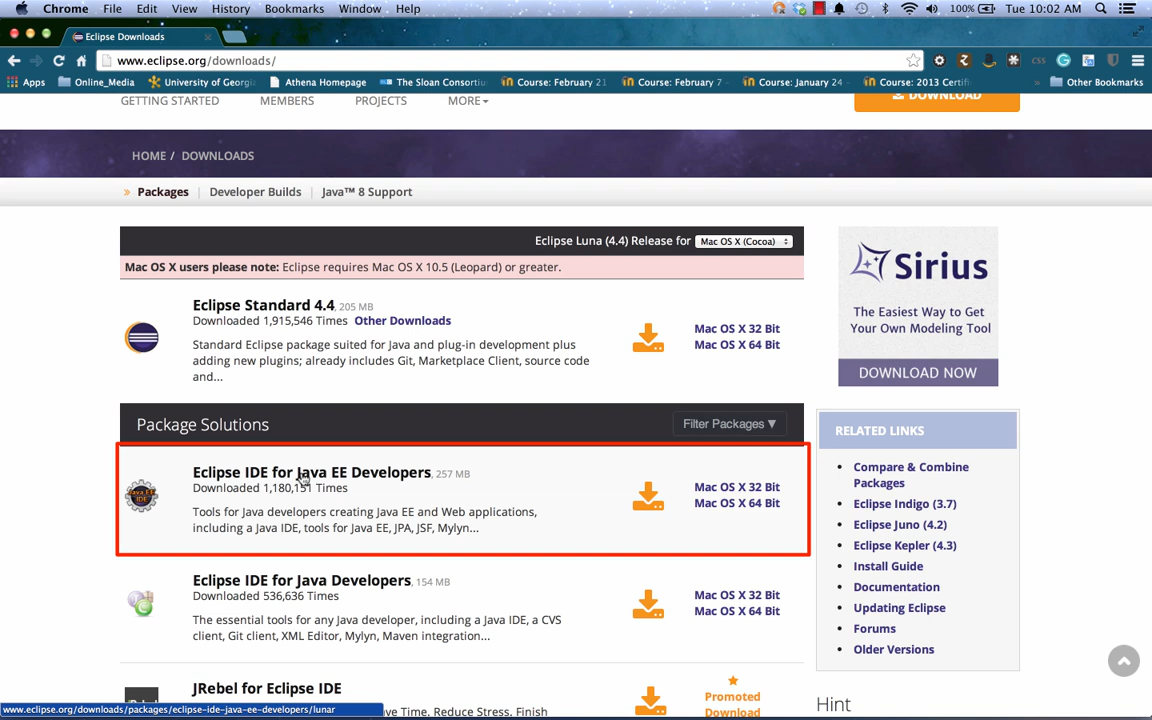 Chrome File Edit View History Bookmarks Window Help 100% Tue 10:02 AM
Eclipse Downloads
www.eclipse.org/downloads/
Apps Online_Media University of Georgi Athena Homepage The Sloan Consortiu Course: February 21 Course: February 7 Course: January 24 Course: 2013 Certifi Other Bookmarks
GETTING STARTED MEMBERS PROJECTS MORE
DOWNLOAD
HOME / DOWNLOADS
» Packages | Developer Builds | Java™ 8 Support
Eclipse Luna (4.4) Release for Mac OS X (Cocoa)
Mac OS X users please note: Eclipse requires Mac OS X 10.5 (Leopard) or greater.
Eclipse Standard 4.4, 205 MB
Downloaded 1,915,546 Times Other Downloads
Standard Eclipse package suited for Java and plug-in development plus
adding new plugins; already includes Git, Marketplace Client, source code
and...
Mac OS X 32 Bit
Mac OS X 64 Bit
Package Solutions
Filter Packages ▼
Java EE
IDE
Eclipse IDE for Java EE Developers, 257 MB
Downloaded 1,180,151 Times
Tools for Java developers creating Java EE and Web applications,
including a Java IDE, tools for Java EE, JPA, JSF, Mylyn...
Mac OS X 32 Bit
Mac OS X 64 Bit
Eclipse IDE for Java Developers, 154 MB
Downloaded 536,636 Times
The essential tools for any Java developer, including a Java IDE, a CVS
client, Git client, XML Editor, Mylyn, Maven integration...
Mac OS X 32 Bit
Mac OS X 64 Bit
JRebel for Eclipse IDE
ve Time. Reduce Stress. Finish
Promoted
Download
Sirius
The Easiest Way to Get
Your Own Modeling Tool
DOWNLOAD NOW
RELATED LINKS
Compare & Combine
Packages
Eclipse Indigo (3.7)
Eclipse Juno (4.2)
Eclipse Kepler (4.3)
Install Guide
Documentation
Updating Eclipse
Forums
Older Versions
Hint
www.eclipse.org/downloads/packages/eclipse-ide-java-ee-developers/lunar